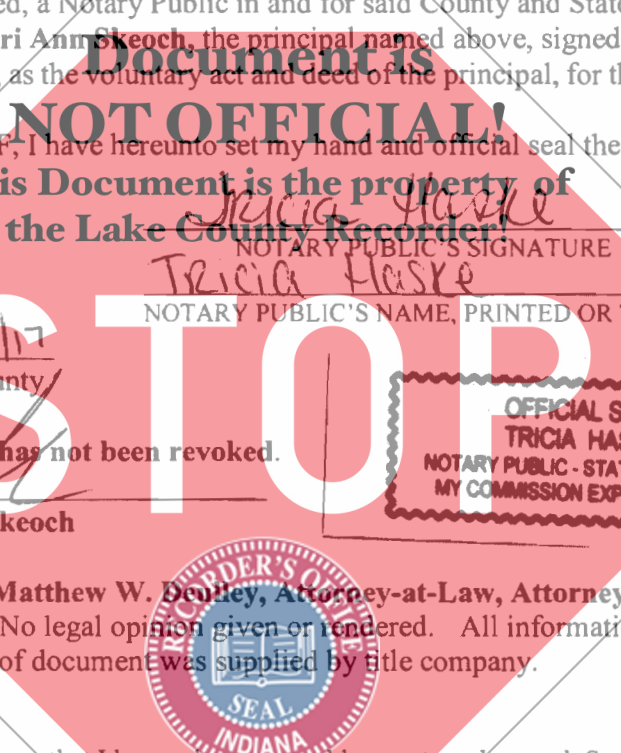 ed, a Notary Public in and for said County and State
ri Ann Skeoch, the principal named above, signed
, as the voluntary act and deed of the principal, for th
Document is
NOT OFFICIAL!
F, I have hereunto set my hand and official seal the
is Document is the property of
the Lake County Recorder!
Tricia Haske
NOTARY PUBLIC'S SIGNATURE
Tricia Haske
NOTARY PUBLIC'S NAME, PRINTED OR
STOP
/17
unty
OFFICIAL S
TRICIA HAS
NOTARY PUBLIC - STAT
MY COMMISSION EXP
has not been revoked.
keoch
RECORDER'S OFFICE
SEAL
INDIANA
Matthew W. Deulley, Attorney-at-Law, Attorney
No legal opinion given or rendered. All informati
of document was supplied by title company.